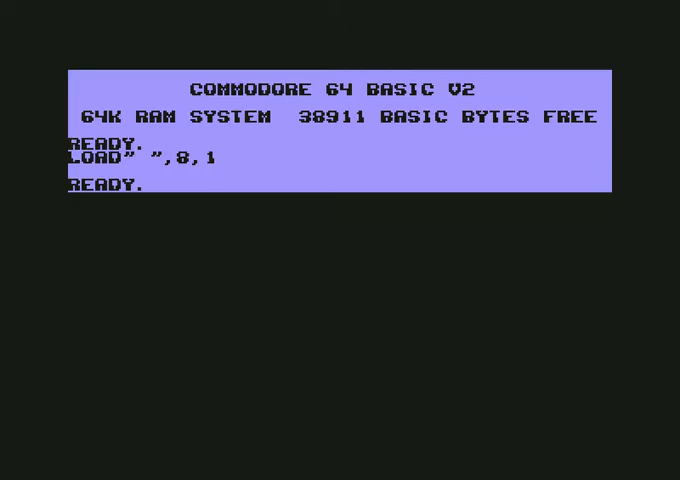 COMMODORE 64 BASIC V2
64K RAM SYSTEM 38911 BASIC BYTES FREE
READY.
LOAD" ",8,1
READY.